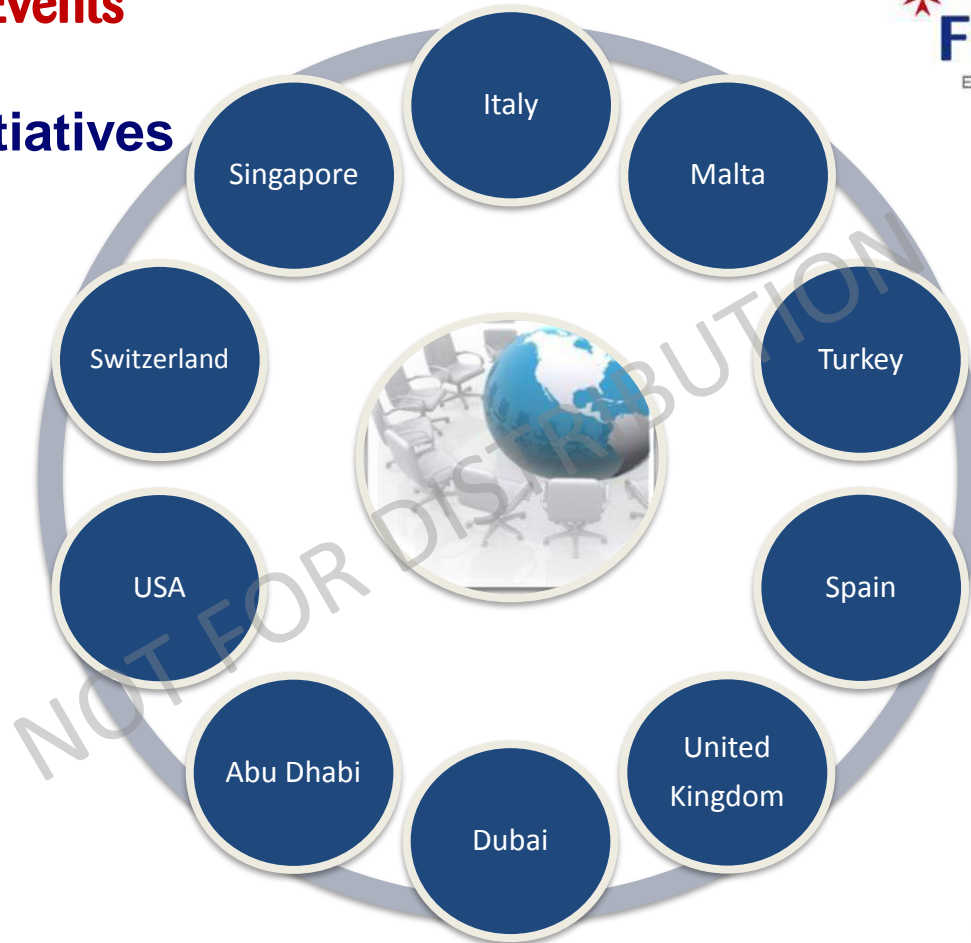 Events
tiatives
Italy
Malta
Turkey
Spain
United
Kingdom
Dubai
Abu Dhabi
USA
Switzerland
Singapore
NOT FOR DISTRIBUTION
F
E